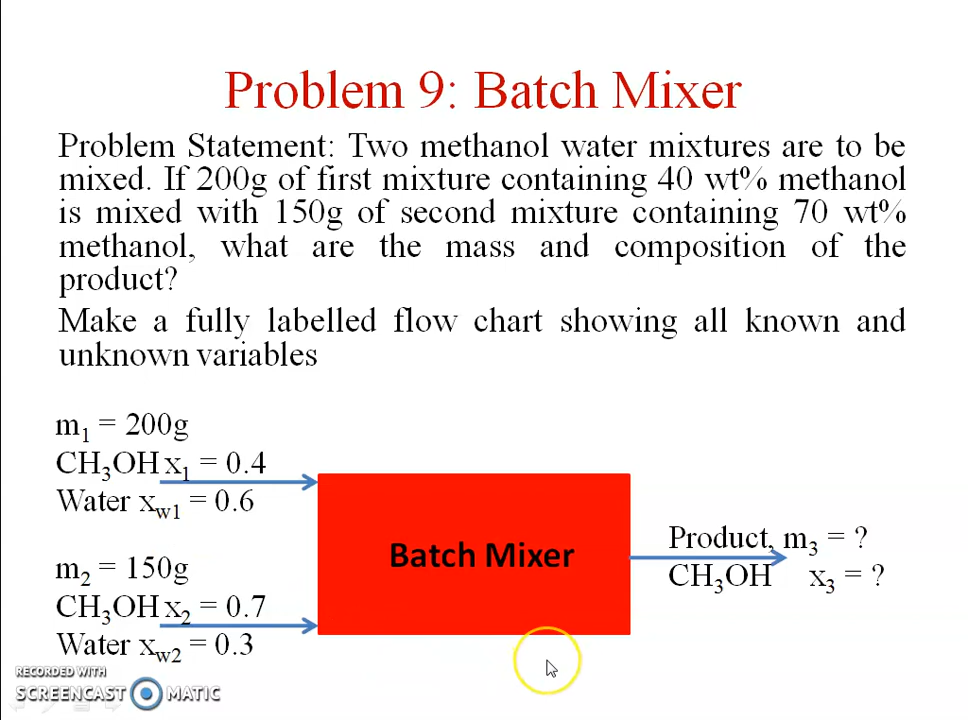 Problem 9: Batch Mixer
Problem Statement: Two methanol water mixtures are to be
mixed. If 200g of first mixture containing 40 wt% methanol
is mixed with 150g of second mixture containing 70 wt%
methanol, what are the mass and composition of the
product?
Make a fully labelled flow chart showing all known and
unknown variables
m₁ = 200g
CH₃OH x₁ = 0.4
Water x_w1 = 0.6
m₂ = 150g
CH₃OH x₂ = 0.7
Water x_w2 = 0.3
Batch Mixer
Product, m₃ = ?
CH₃OH x₃ = ?
RECORDED WITH
SCREENCAST MATIC